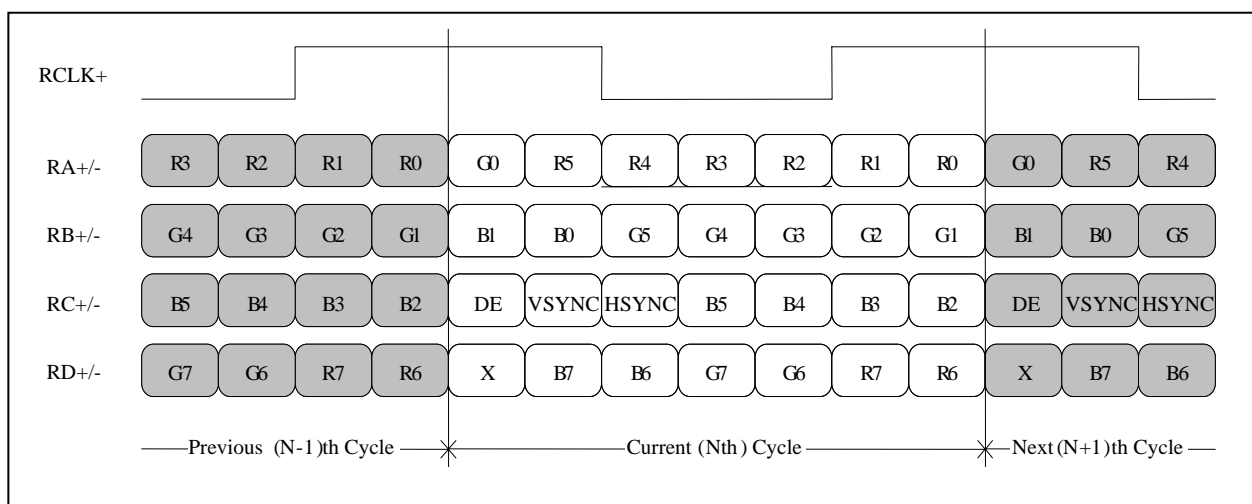 RCLK+
RA+/- R3 R2 R1 R0 G0 R5 R4 R3 R2 R1 R0 G0 R5 R4
RB+/- G4 G3 G2 G1 B1 B0 G5 G4 G3 G2 G1 B1 B0 G5
RC+/- B5 B4 B3 B2 DE VSYNC HSYNC B5 B4 B3 B2 DE VSYNC HSYNC
RD+/- G7 G6 R7 R6 X B7 B6 G7 G6 R7 R6 X B7 B6
Previous (N-1)th Cycle Current (Nth) Cycle Next (N+1)th Cycle